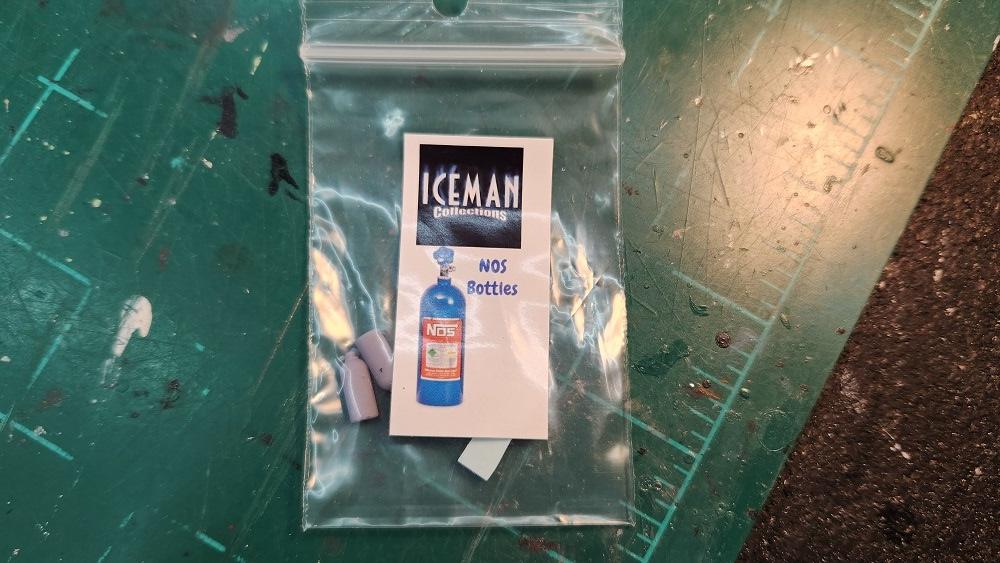 ICEMAN
Collections
NOS
Bottles
NOS